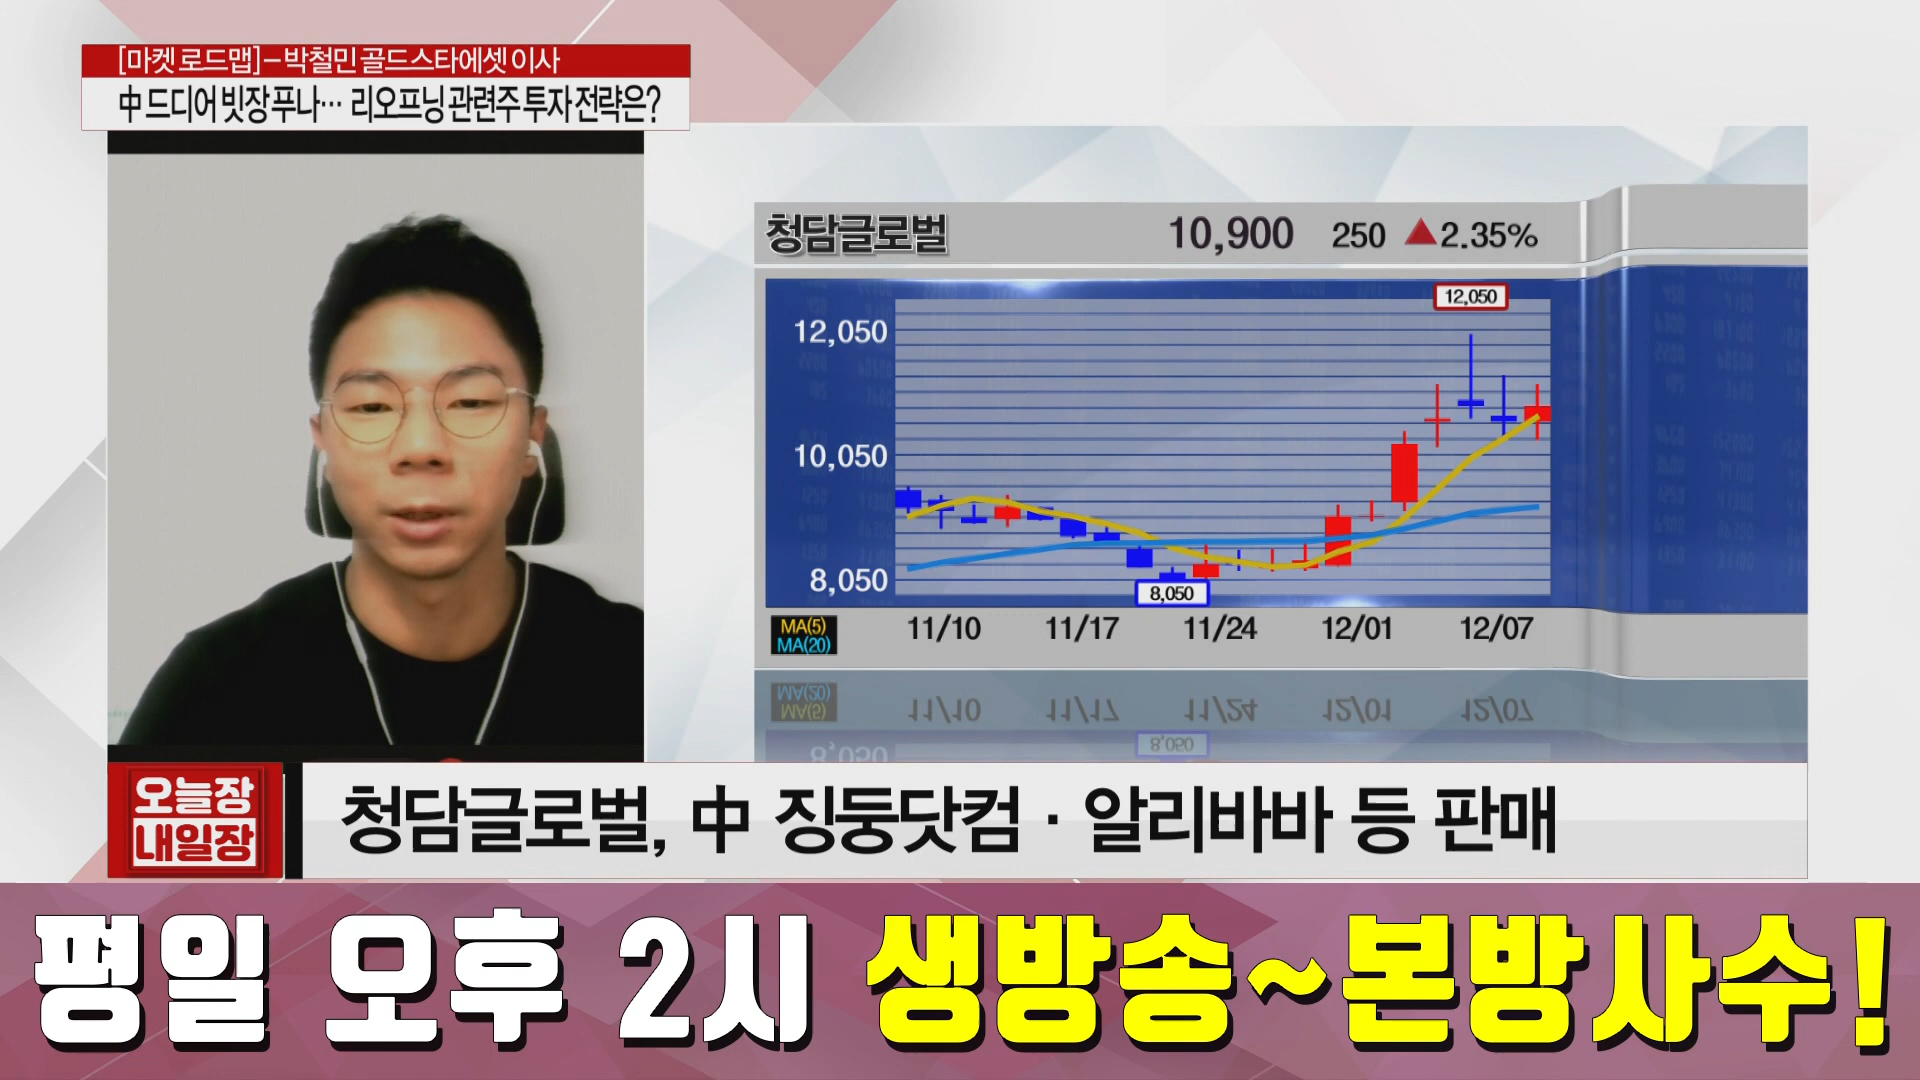 [마켓 로드맵] – 박철민 골드스타에셋 이사
中 드디어 빗장 푸나… 리오프닝 관련주 투자 전략은?
청담글로벌 10,900 250 ▲2.35%
12,050
12,050
10,050
8,050
8,050
MA(5)
MA(20)
11/10 11/17 11/24 12/01 12/07
오늘장
내일장
청담글로벌, 中 징둥닷컴 · 알리바바 등 판매
평일 오후 2시 생방송~본방사수!